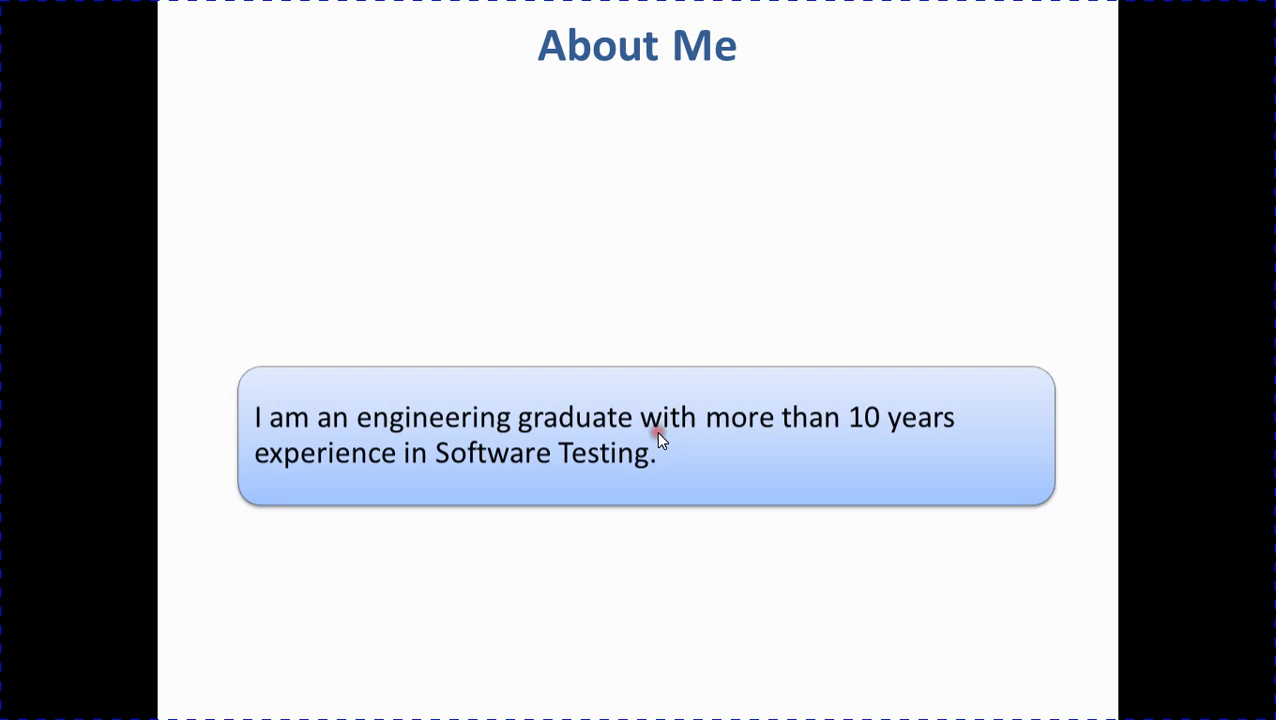 About Me
I am an engineering graduate with more than 10 years
experience in Software Testing.